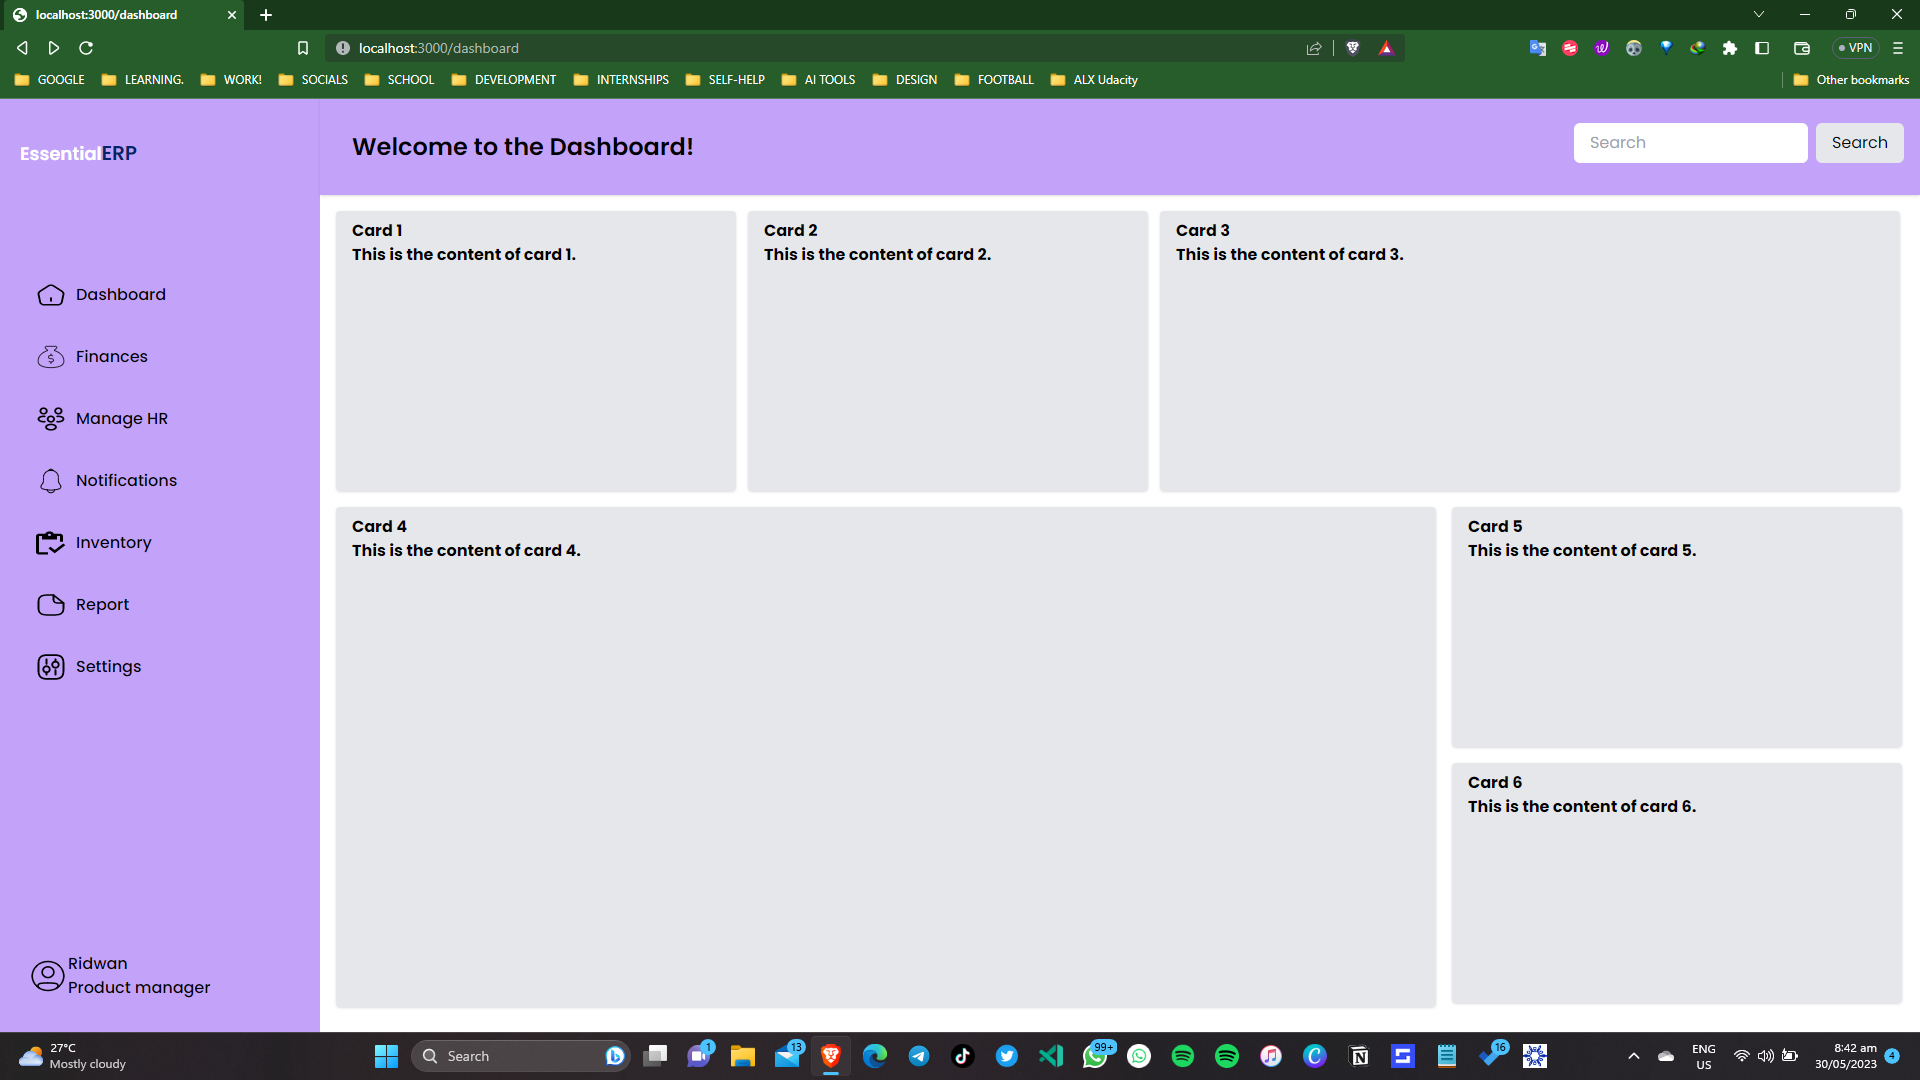 localhost:3000/dashboard
localhost:3000/dashboard
VPN
GOOGLE
LEARNING.
WORK!
SOCIALS
SCHOOL
DEVELOPMENT
INTERNSHIPS
SELF-HELP
AI TOOLS
DESIGN
FOOTBALL
ALX Udacity
Other bookmarks
EssentialERP
Welcome to the Dashboard!
Search
Search
Dashboard
Finances
Manage HR
Notifications
Inventory
Report
Settings
Ridwan
Product manager
Card 1
This is the content of card 1.
Card 2
This is the content of card 2.
Card 3
This is the content of card 3.
Card 4
This is the content of card 4.
Card 5
This is the content of card 5.
Card 6
This is the content of card 6.
27°C
Mostly cloudy
Search
1
13
99+
16
ENG
US
8:42 am
30/05/2023
4